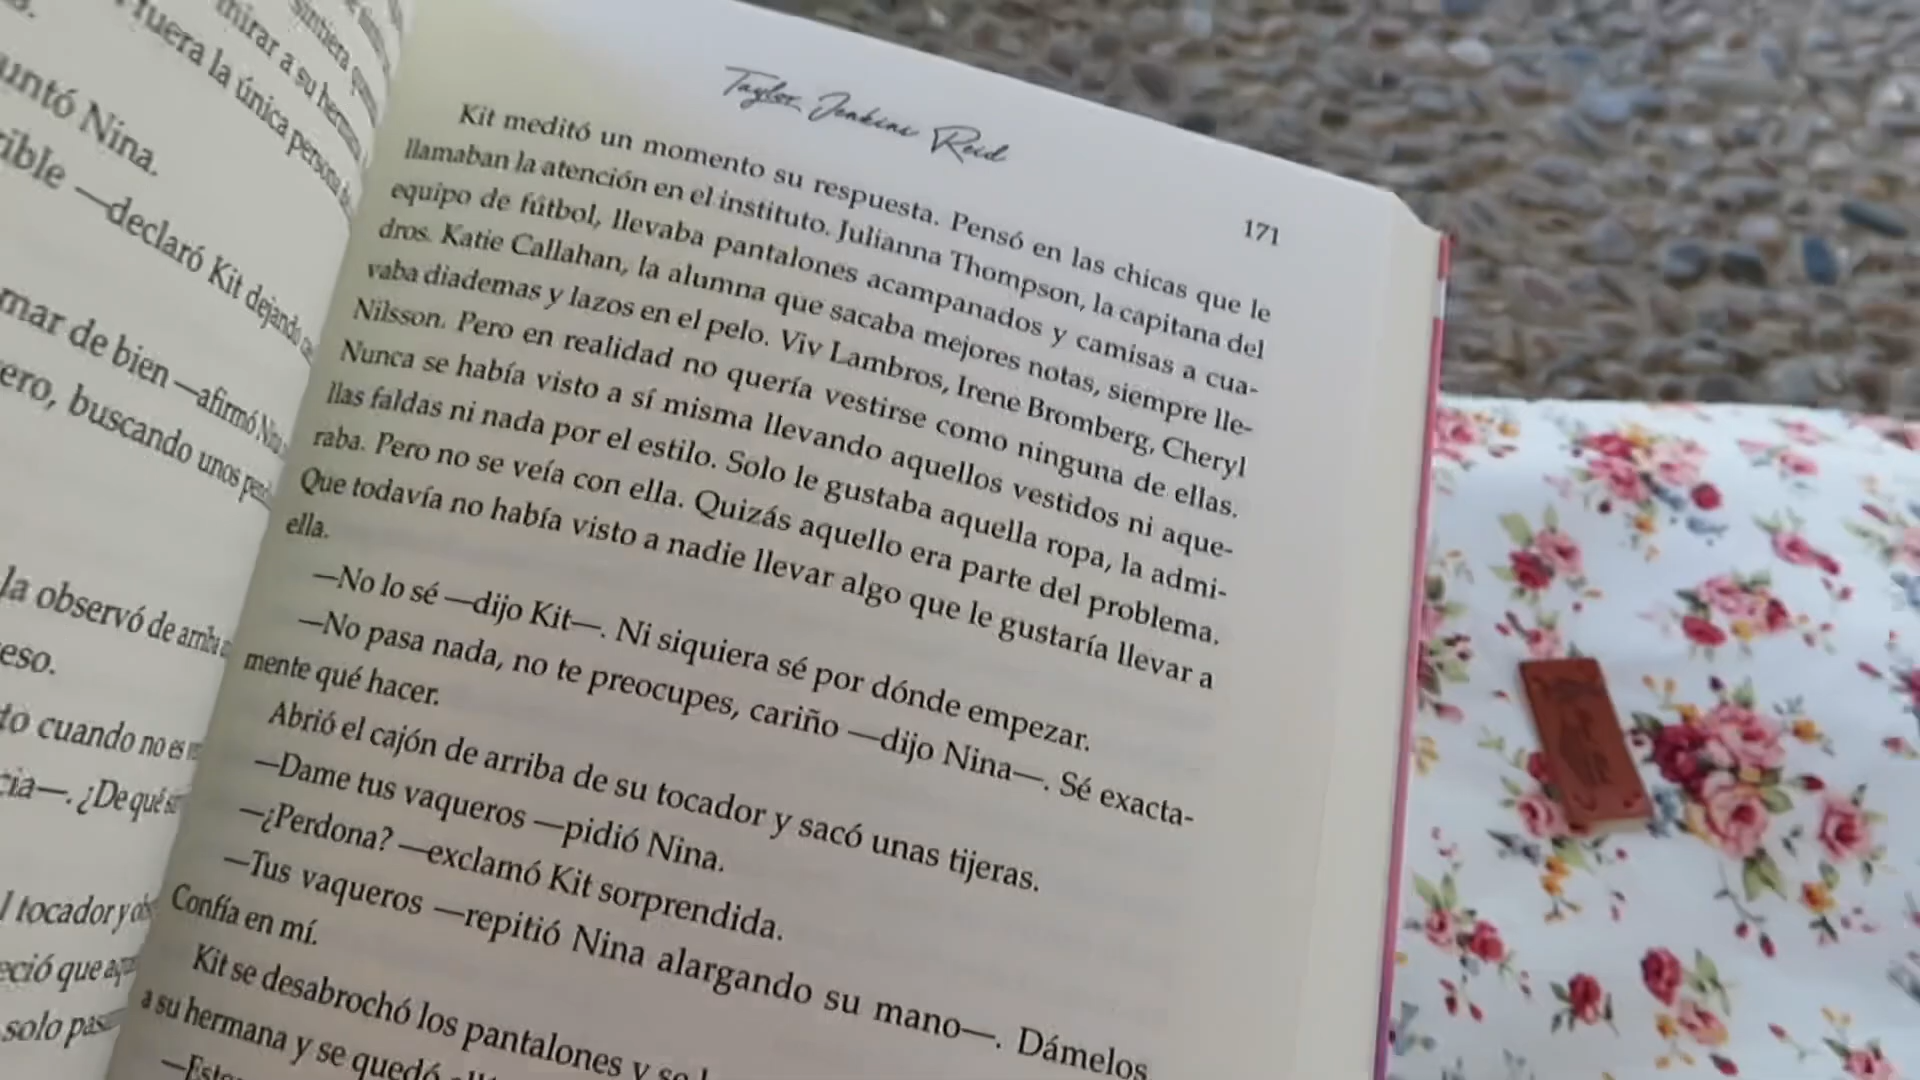 sintiera
mirar a su hermana
fuera la única persona
untó Nina.
rible —declaró Kit dejando
mar de bien —afirmó Nina
ero, buscando unos
la observó de arriba
eso.
to cuando no es
cia—. ¿De qué
l tocador y
eció que
solo
Taylor Jenkins Reid
171
Kit meditó un momento su respuesta. Pensó en las chicas que le
llamaban la atención en el instituto. Julianna Thompson, la capitana del
equipo de fútbol, llevaba pantalones acampanados y camisas a cua-
dros. Katie Callahan, la alumna que sacaba mejores notas, siempre lle-
vaba diademas y lazos en el pelo. Viv Lambros, Irene Bromberg, Cheryl
Nilsson. Pero en realidad no quería vestirse como ninguna de ellas.
Nunca se había visto a sí misma llevando aquellos vestidos ni aque-
llas faldas ni nada por el estilo. Solo le gustaba aquella ropa, la admi-
raba. Pero no se veía con ella. Quizás aquello era parte del problema.
Que todavía no había visto a nadie llevar algo que le gustaría llevar a
ella.
—No lo sé —dijo Kit—. Ni siquiera sé por dónde empezar.
—No pasa nada, no te preocupes, cariño —dijo Nina—. Sé exacta-
mente qué hacer.
Abrió el cajón de arriba de su tocador y sacó unas tijeras.
—Dame tus vaqueros —pidió Nina.
—¿Perdona? —exclamó Kit sorprendida.
—Tus vaqueros —repitió Nina alargando su mano—. Dámelos.
Confía en mí.
Kit se desabrochó los pantalones y se
a su hermana y se quedó